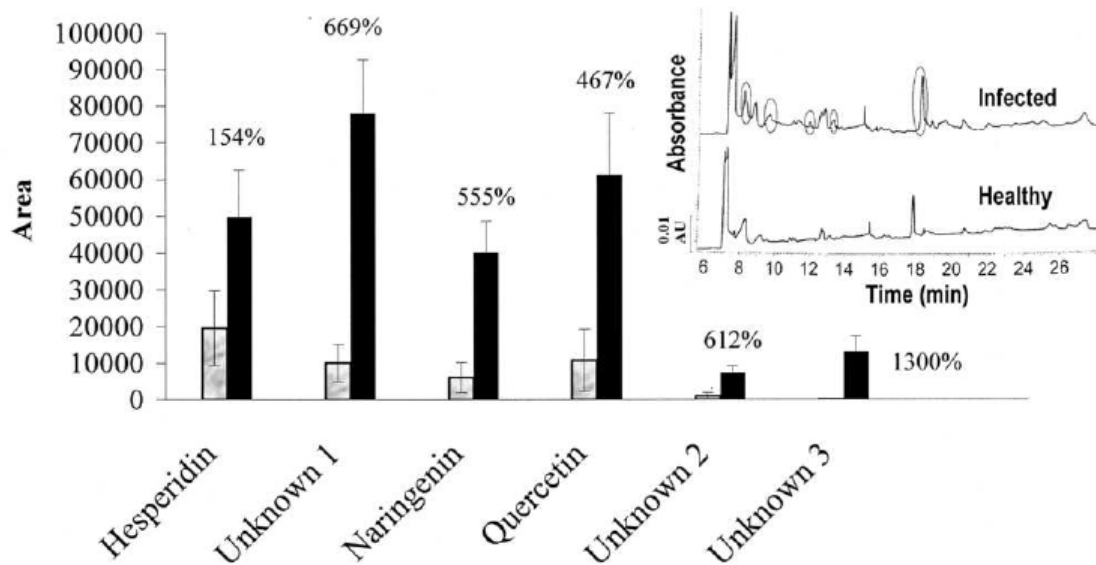 100000
90000
80000
70000
60000
50000
40000
30000
20000
10000
0
Area
154%
669%
555%
467%
612%
1300%
Hesperidin
Unknown 1
Naringenin
Quercetin
Unknown 2
Unknown 3
Absorbance
Infected
Healthy
0.01
AU
6 8 10 12 14 16 18 20 22 24 26
Time (min)